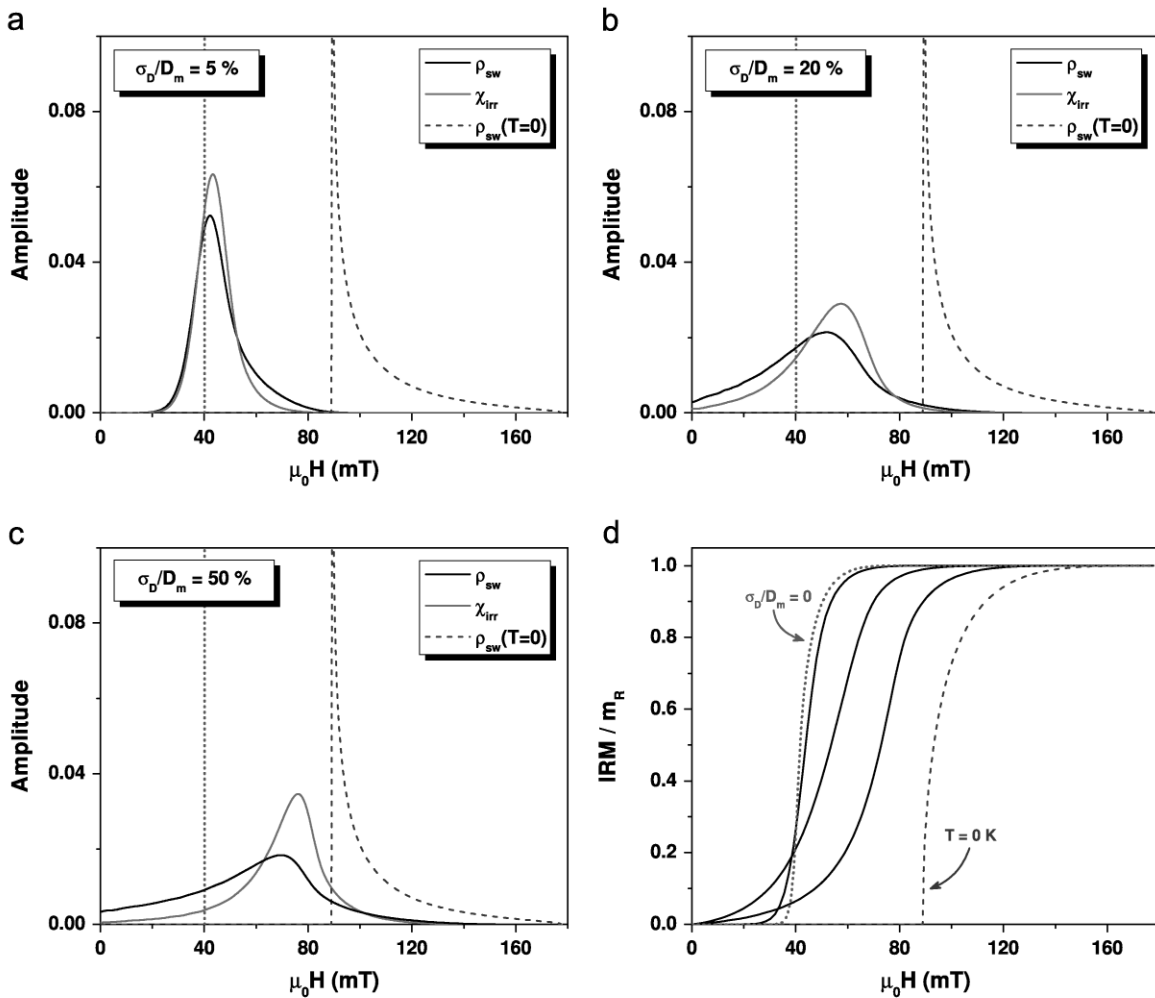 a
σD/Dm = 5 %
ρsw
χirr
ρsw(T=0)
0.08
0.04
0.00
Amplitude
0 40 80 120 160
μ0H (mT)
b
σD/Dm = 20 %
ρsw
χirr
ρsw(T=0)
0.08
0.04
0.00
Amplitude
0 40 80 120 160
μ0H (mT)
c
σD/Dm = 50 %
ρsw
χirr
ρsw(T=0)
0.08
0.04
0.00
Amplitude
0 40 80 120 160
μ0H (mT)
d
1.0
0.8
0.6
0.4
0.2
0.0
IRM / mR
σD/Dm = 0
T = 0 K
0 40 80 120 160
μ0H (mT)